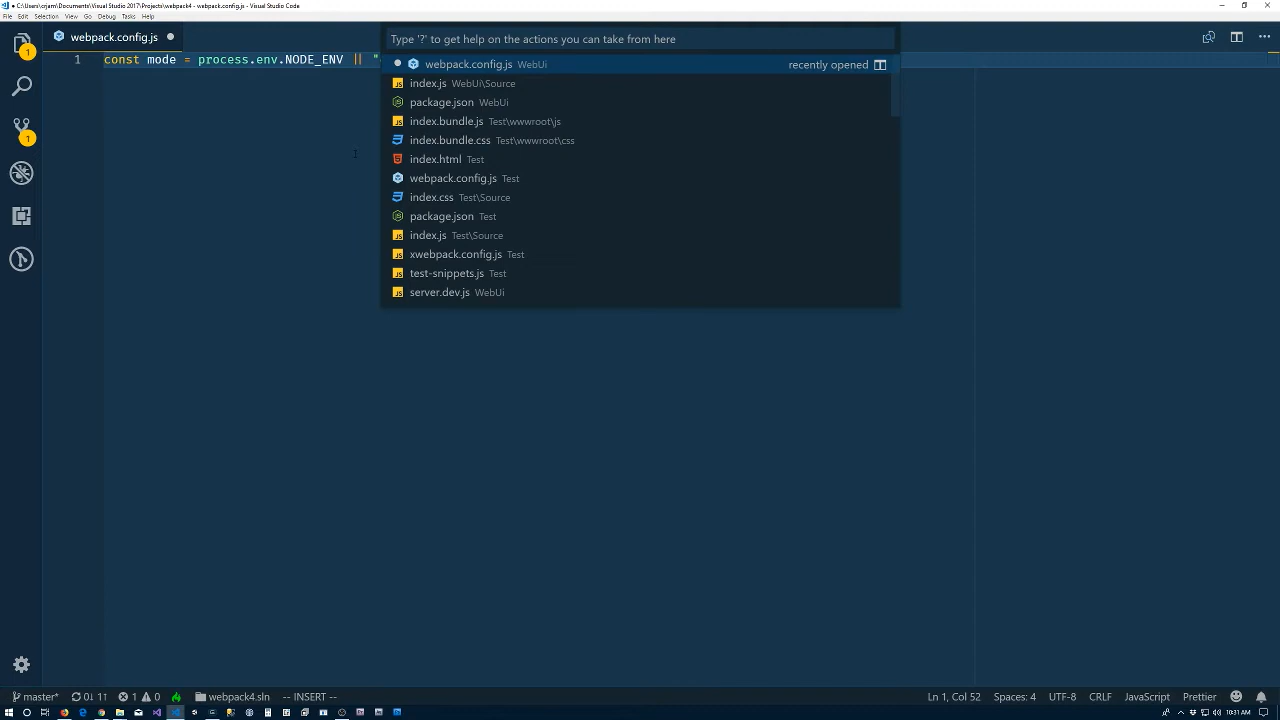 ● C:\Users\crjam\Documents\Visual Studio 2017\Projects\webpack4 - webpack.config.js - Visual Studio Code
File Edit Selection View Go Debug Tasks Help
webpack.config.js
Type '?' to get help on the actions you can take from here
1 const mode = process.env.NODE_ENV || "
webpack.config.js WebUi recently opened
index.js WebUi\Source
package.json WebUi
index.bundle.js Test\wwwroot\js
index.bundle.css Test\wwwroot\css
index.html Test
webpack.config.js Test
index.css Test\Source
package.json Test
index.js Test\Source
xwebpack.config.js Test
test-snippets.js Test
server.dev.js WebUi
1
1
master* 0↓ 11 1 0 webpack4.sln -- INSERT -- Ln 1, Col 52 Spaces: 4 UTF-8 CRLF JavaScript Prettier
10:31 AM